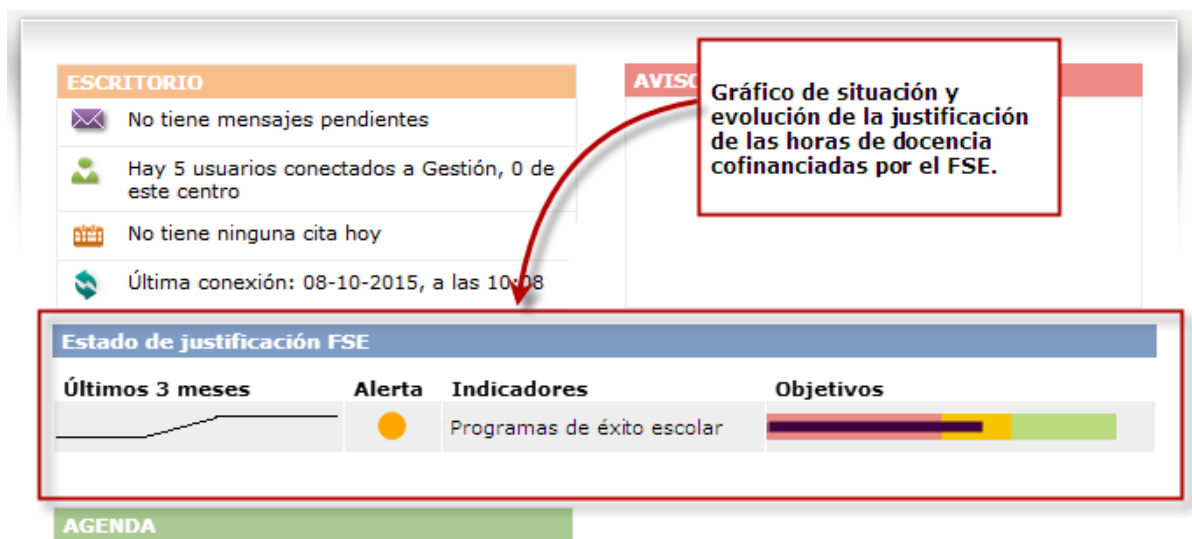 ESCRITORIO
No tiene mensajes pendientes
Hay 5 usuarios conectados a Gestión, 0 de
este centro
No tiene ninguna cita hoy
Última conexión: 08-10-2015, a las 10:08
Gráfico de situación y
evolución de la justificación
de las horas de docencia
cofinanciadas por el FSE.
Estado de justificación FSE
Últimos 3 meses Alerta Indicadores Objetivos
Programas de éxito escolar
AGENDA